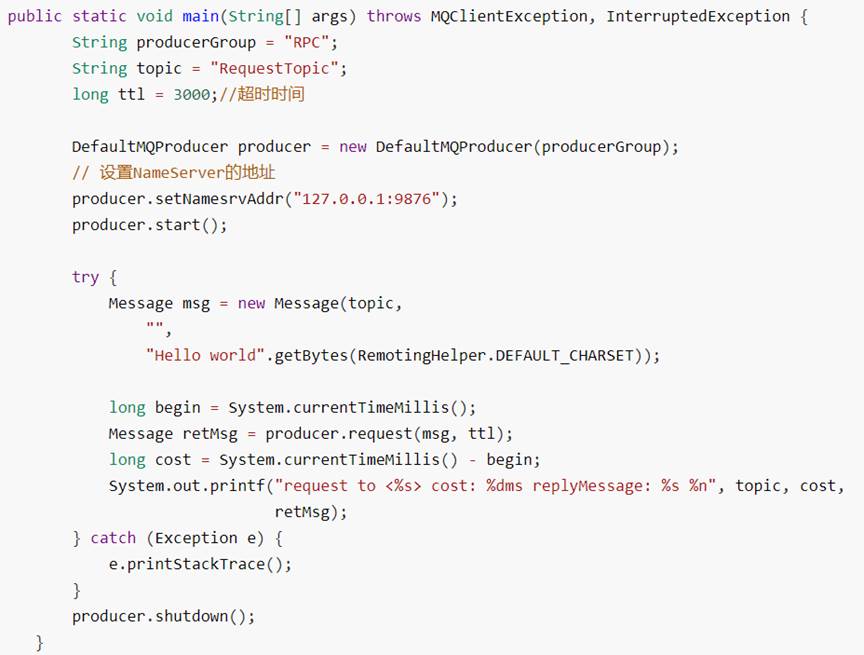 public static void main(String[] args) throws MQClientException, InterruptedException {
String producerGroup = "RPC";
String topic = "RequestTopic";
long ttl = 3000;//超时时间
DefaultMQProducer producer = new DefaultMQProducer(producerGroup);
// 设置NameServer的地址
producer.setNamesrvAddr("127.0.0.1:9876");
producer.start();
try {
Message msg = new Message(topic,
"",
"Hello world".getBytes(RemotingHelper.DEFAULT_CHARSET));
long begin = System.currentTimeMillis();
Message retMsg = producer.request(msg, ttl);
long cost = System.currentTimeMillis() - begin;
System.out.printf("request to <%s> cost: %dms replyMessage: %s %n", topic, cost,
retMsg);
} catch (Exception e) {
e.printStackTrace();
}
producer.shutdown();
}